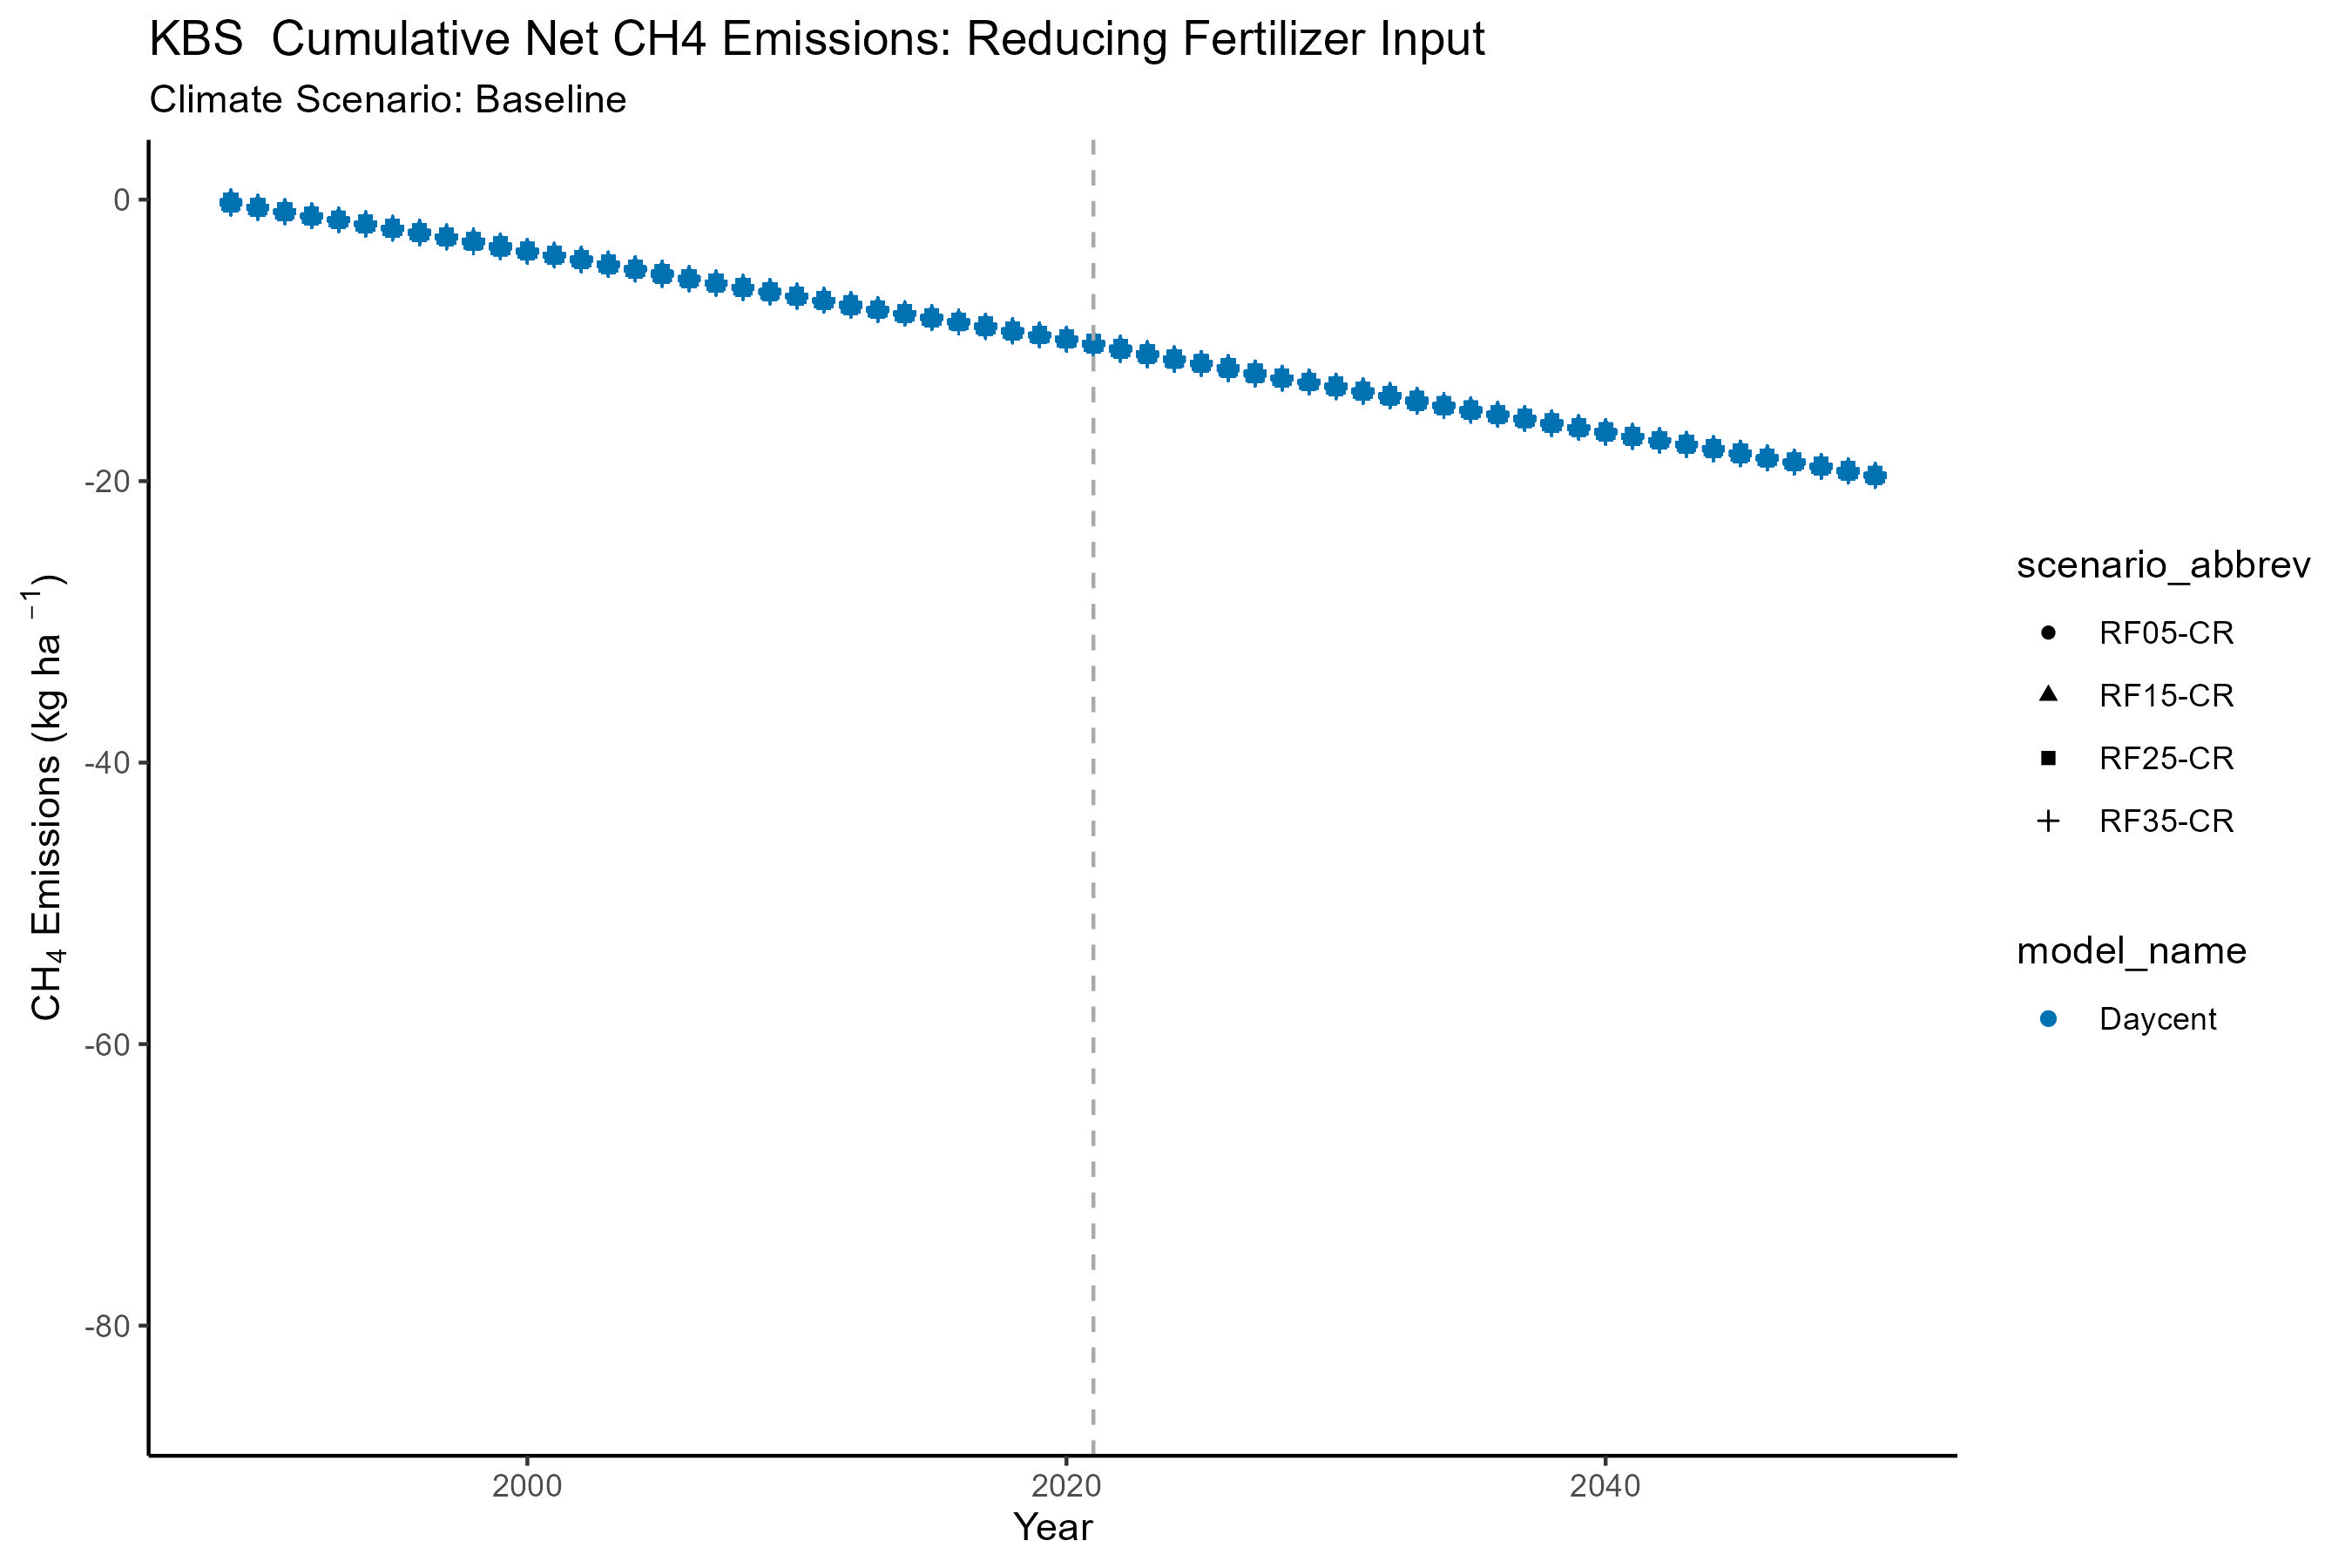 KBS  Cumulative Net CH4 Emissions: Reducing Fertilizer Input
Climate Scenario: Baseline
CH₄ Emissions (kg ha ⁻¹)
0
-20
-40
-60
-80
2000
2020
2040
Year
scenario_abbrev
RF05-CR
RF15-CR
RF25-CR
RF35-CR
model_name
Daycent